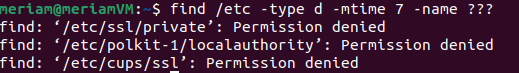 meriam@meriamVM:~$ find /etc -type d -mtime 7 -name ???
find: ‘/etc/ssl/private’: Permission denied
find: ‘/etc/polkit-1/localauthority’: Permission denied
find: ‘/etc/cups/ssl’: Permission denied